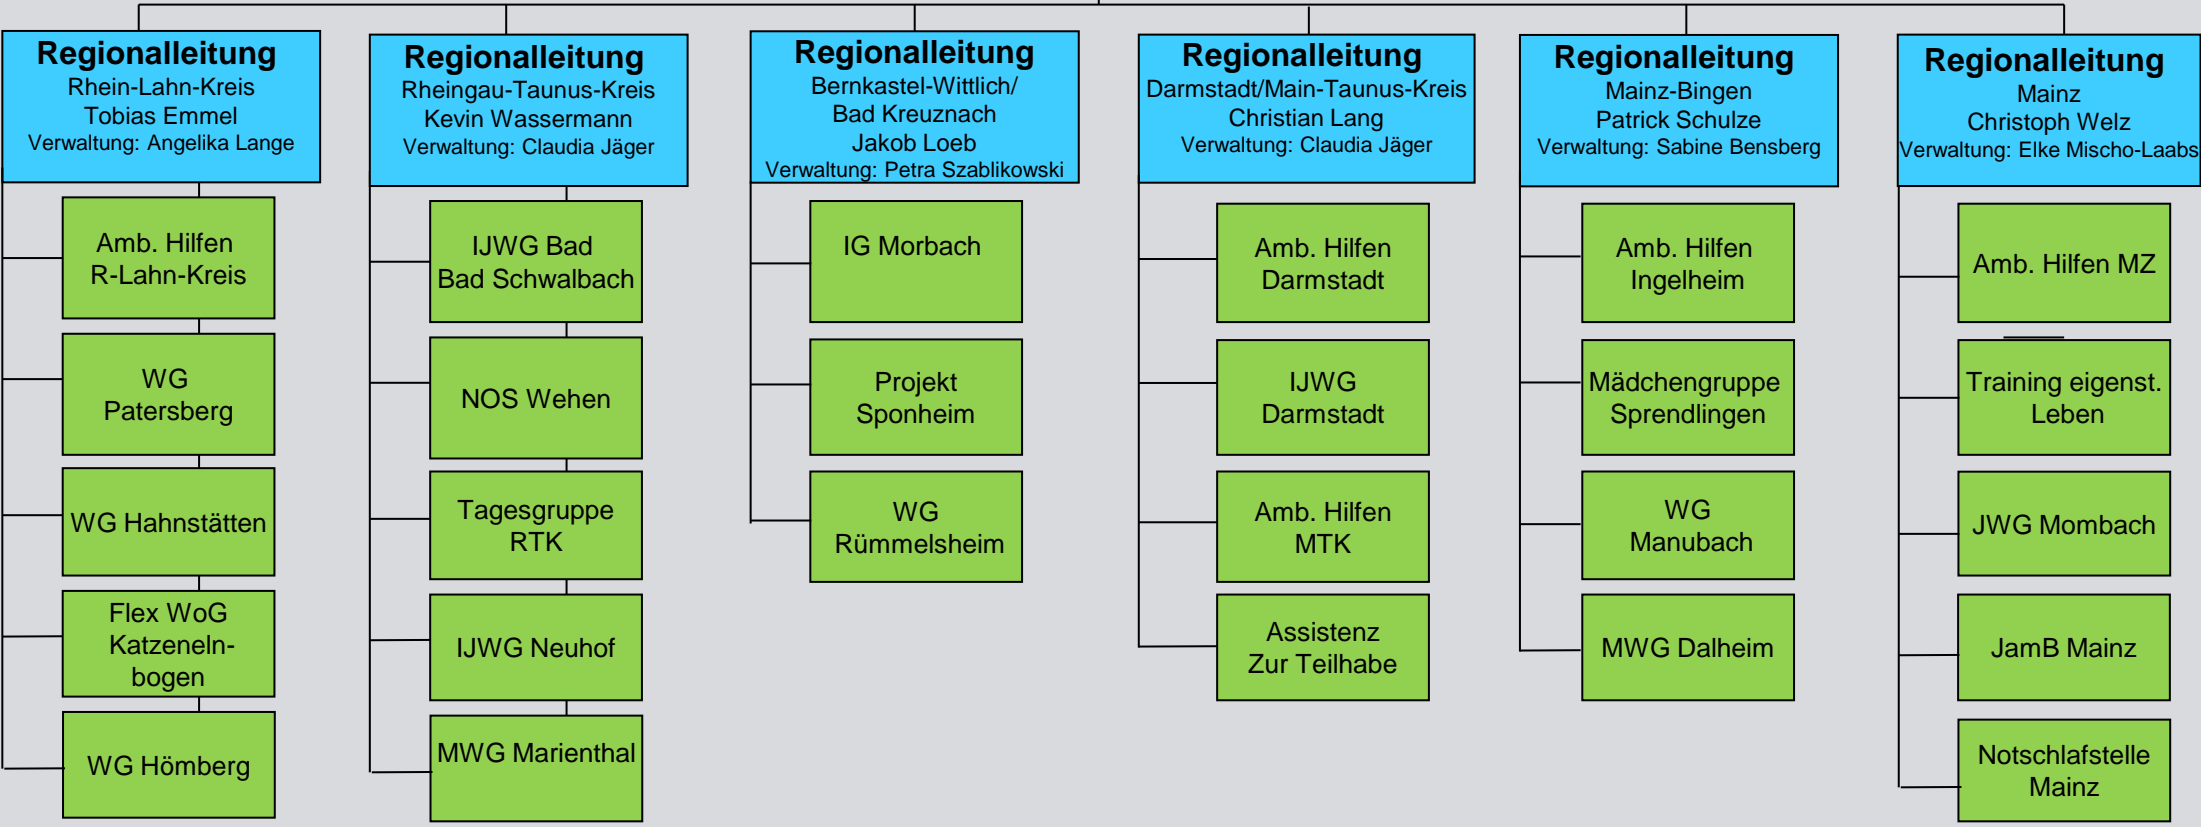 Regionalleitung
Rhein-Lahn-Kreis
Tobias Emmel
Verwaltung: Angelika Lange
Amb. Hilfen
R-Lahn-Kreis
WG
Patersberg
WG Hahnstätten
Flex WoG
Katzeneln-
bogen
WG Hömberg
Regionalleitung
Rheingau-Taunus-Kreis
Kevin Wassermann
Verwaltung: Claudia Jäger
IJWG Bad
Bad Schwalbach
NOS Wehen
Tagesgruppe
RTK
IJWG Neuhof
MWG Marienthal
Regionalleitung
Bernkastel-Wittlich/
Bad Kreuznach
Jakob Loeb
Verwaltung: Petra Szablikowski
IG Morbach
Projekt
Sponheim
WG
Rümmelsheim
Regionalleitung
Darmstadt/Main-Taunus-Kreis
Christian Lang
Verwaltung: Claudia Jäger
Amb. Hilfen
Darmstadt
IJWG
Darmstadt
Amb. Hilfen
MTK
Assistenz
Zur Teilhabe
Regionalleitung
Mainz-Bingen
Patrick Schulze
Verwaltung: Sabine Bensberg
Amb. Hilfen
Ingelheim
Mädchengruppe
Sprendlingen
WG
Manubach
MWG Dalheim
Regionalleitung
Mainz
Christoph Welz
Verwaltung: Elke Mischo-Laabs
Amb. Hilfen MZ
Training eigenst.
Leben
JWG Mombach
JamB Mainz
Notschlafstelle
Mainz